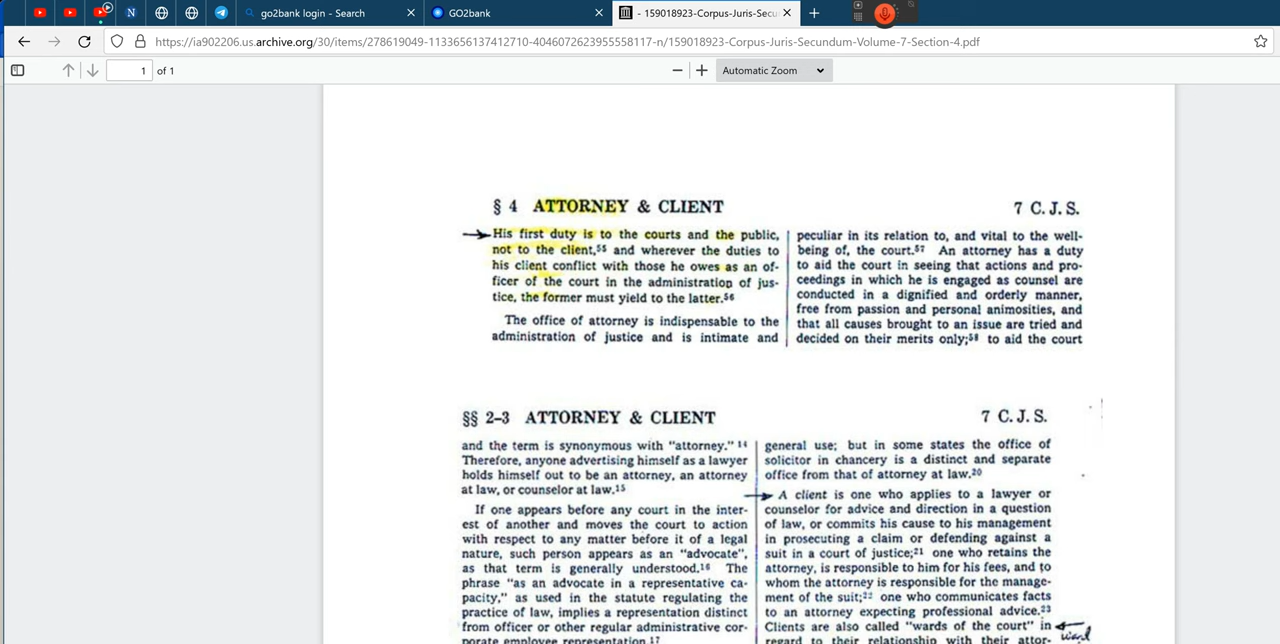 go2bank login - Search
GO2bank
- 159018923-Corpus-Juris-Secu
https://ia902206.us.archive.org/30/items/278619049-1133656137412710-4046072623955558117-n/159018923-Corpus-Juris-Secundum-Volume-7-Section-4.pdf
1 of 1
Automatic Zoom
§ 4 ATTORNEY & CLIENT
7 C. J. S.
His first duty is to the courts and the public,
not to the client,55 and wherever the duties to
his client conflict with those he owes as an of-
ficer of the court in the administration of jus-
tice, the former must yield to the latter.56
The office of attorney is indispensable to the
administration of justice and is intimate and
peculiar in its relation to, and vital to the well-
being of, the court.57 An attorney has a duty
to aid the court in seeing that actions and pro-
ceedings in which he is engaged as counsel are
conducted in a dignified and orderly manner,
free from passion and personal animosities, and
that all causes brought to an issue are tried and
decided on their merits only;58 to aid the court
§§ 2-3 ATTORNEY & CLIENT
7 C. J. S.
and the term is synonymous with "attorney." 14
Therefore, anyone advertising himself as a lawyer
holds himself out to be an attorney, an attorney
at law, or counselor at law.15
If one appears before any court in the inter-
est of another and moves the court to action
with respect to any matter before it of a legal
nature, such person appears as an "advocate",
as that term is generally understood.16 The
phrase "as an advocate in a representative ca-
pacity," as used in the statute regulating the
practice of law, implies a representation distinct
from officer or other regular administrative cor-
porate employee representation.17
general use; but in some states the office of
solicitor in chancery is a distinct and separate
office from that of attorney at law.20
A client is one who applies to a lawyer or
counselor for advice and direction in a question
of law, or commits his cause to his management
in prosecuting a claim or defending against a
suit in a court of justice;21 one who retains the
attorney, is responsible to him for his fees, and to
whom the attorney is responsible for the manage-
ment of the suit;22 one who communicates facts
to an attorney expecting professional advice.23
Clients are also called "wards of the court" in
regard to their relationship with their attor-
ward